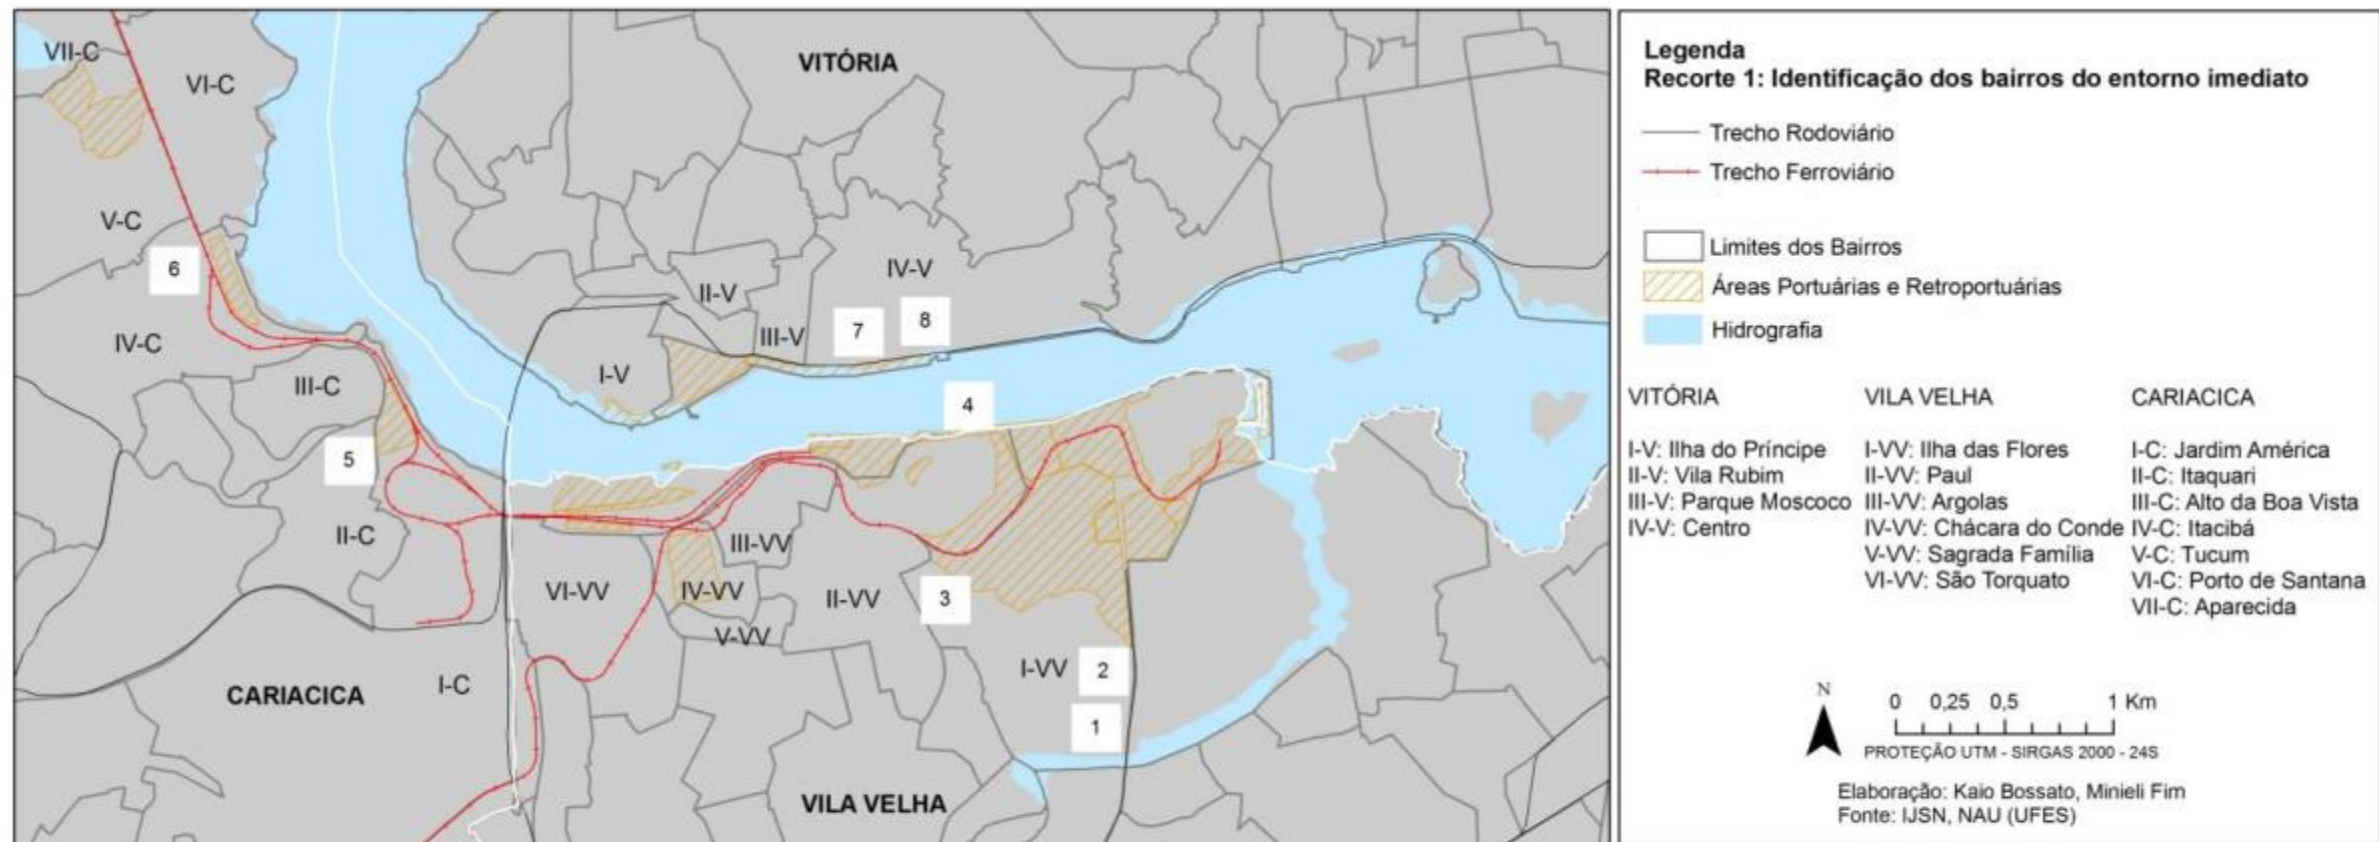 VII-C
VI-C
VITÓRIA
V-C
6
IV-V
II-V
7
8
III-V
IV-C
I-V
III-C
4
5
II-C
III-VV
VI-VV
IV-VV
II-VV
3
V-VV
I-VV
2
I-C
CARIACICA
1
VILA VELHA
Legenda
Recorte 1: Identificação dos bairros do entorno imediato
Trecho Rodoviário
Trecho Ferroviário
Limites dos Bairros
Áreas Portuárias e Retroportuárias
Hidrografia
VITÓRIA
I-V: Ilha do Príncipe
II-V: Vila Rubim
III-V: Parque Moscoco
IV-V: Centro
VILA VELHA
I-VV: Ilha das Flores
II-VV: Paul
III-VV: Argolas
IV-VV: Chácara do Conde
V-VV: Sagrada Família
VI-VV: São Torquato
CARIACICA
I-C: Jardim América
II-C: Itaquari
III-C: Alto da Boa Vista
IV-C: Itacibá
V-C: Tucum
VI-C: Porto de Santana
VII-C: Aparecida
N
0 0,25 0,5 1 Km
PROTEÇÃO UTM - SIRGAS 2000 - 24S
Elaboração: Kaio Bossato, Minieli Fim
Fonte: IJSN, NAU (UFES)